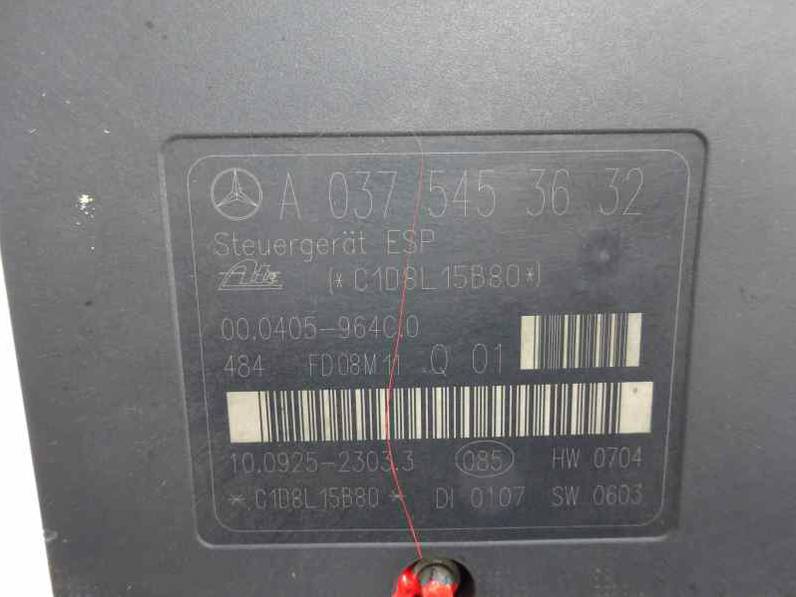 A 037 545 36 32
Steuergerät ESP
Ate (*C1D8L15B80*)
00.0405-964C.0
484 FD08M11 Q 01
10.0925-2303.3 085 HW 0704
*C1D8L15B80* DI 0107 SW 0603